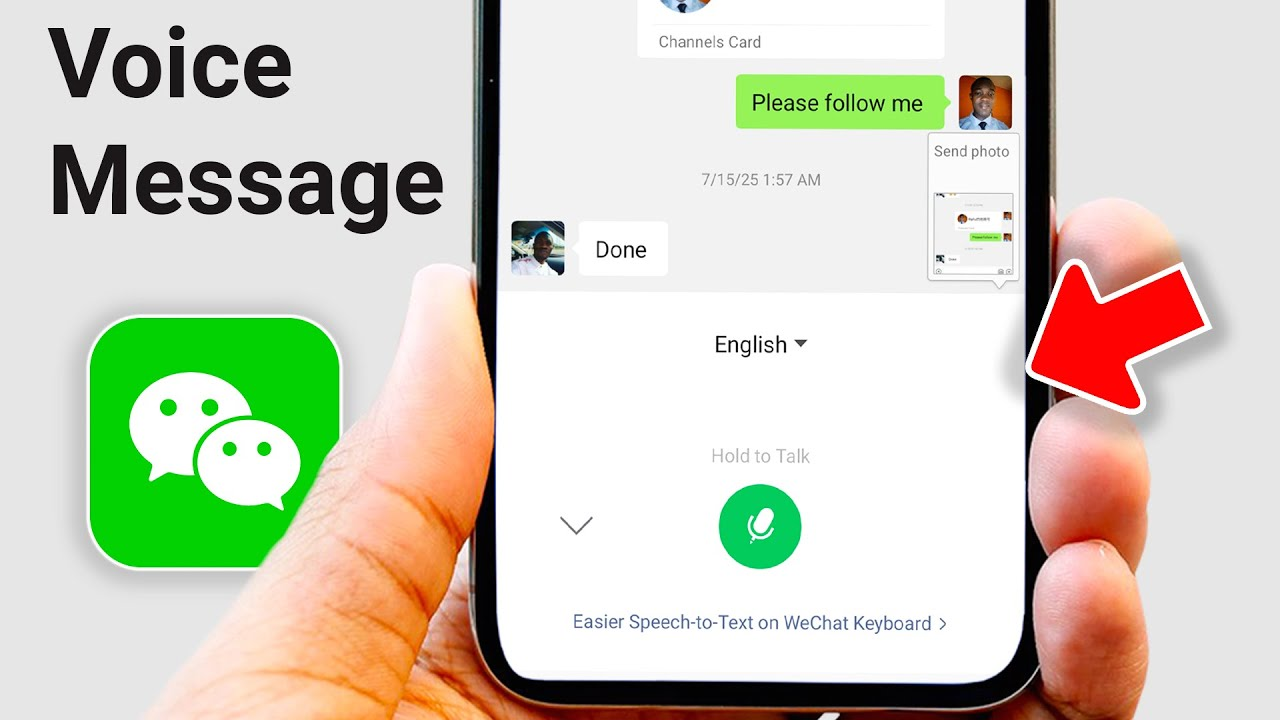 Voice
Message
Channels Card
Please follow me
Send photo
7/15/25 1:57 AM
Done
English
Hold to Talk
Easier Speech-to-Text on WeChat Keyboard >